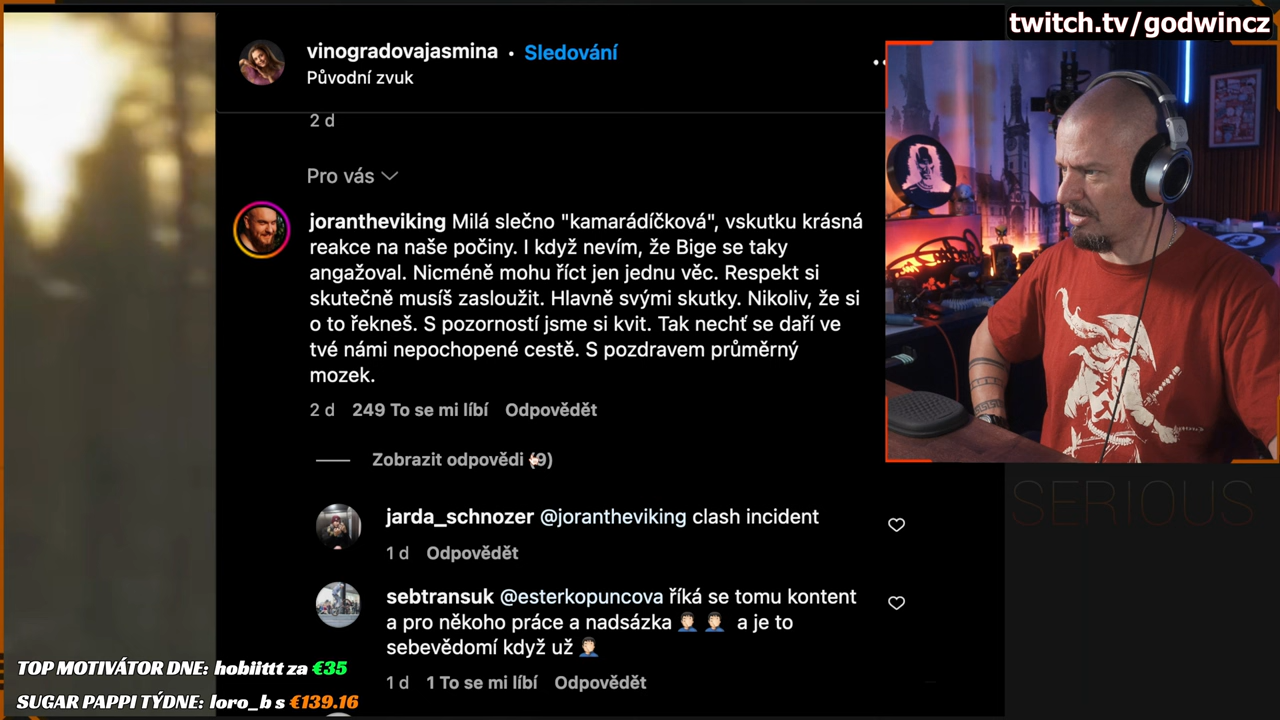 twitch.tv/godwincz
vinogradovajasmina • Sledování
Původní zvuk
2 d
Pro vás
jorantheviking Milá slečno "kamarádíčková", vskutku krásná
reakce na naše počiny. I když nevím, že Bige se taky
angažoval. Nicméně mohu říct jen jednu věc. Respekt si
skutečně musíš zasloužit. Hlavně svými skutky. Nikoliv, že si
o to řekneš. S pozorností jsme si kvit. Tak nechť se daří ve
tvé námi nepochopené cestě. S pozdravem průměrný
mozek.
2 d 249 To se mi líbí Odpovědět
Zobrazit odpovědi (9)
jarda_schnozer @jorantheviking clash incident
1 d Odpovědět
sebtransuk @esterkopuncova říká se tomu kontent
a pro někoho práce a nadsázka 🤦🏻‍♂️ 🤦🏻‍♂️ a je to
sebevědomí když už 🤦🏻‍♂️
1 d 1 To se mi líbí Odpovědět
SERIOUS
TOP MOTIVÁTOR DNE: hobiittt za €35
SUGAR PAPPI TÝDNE: loro_b s €139.16